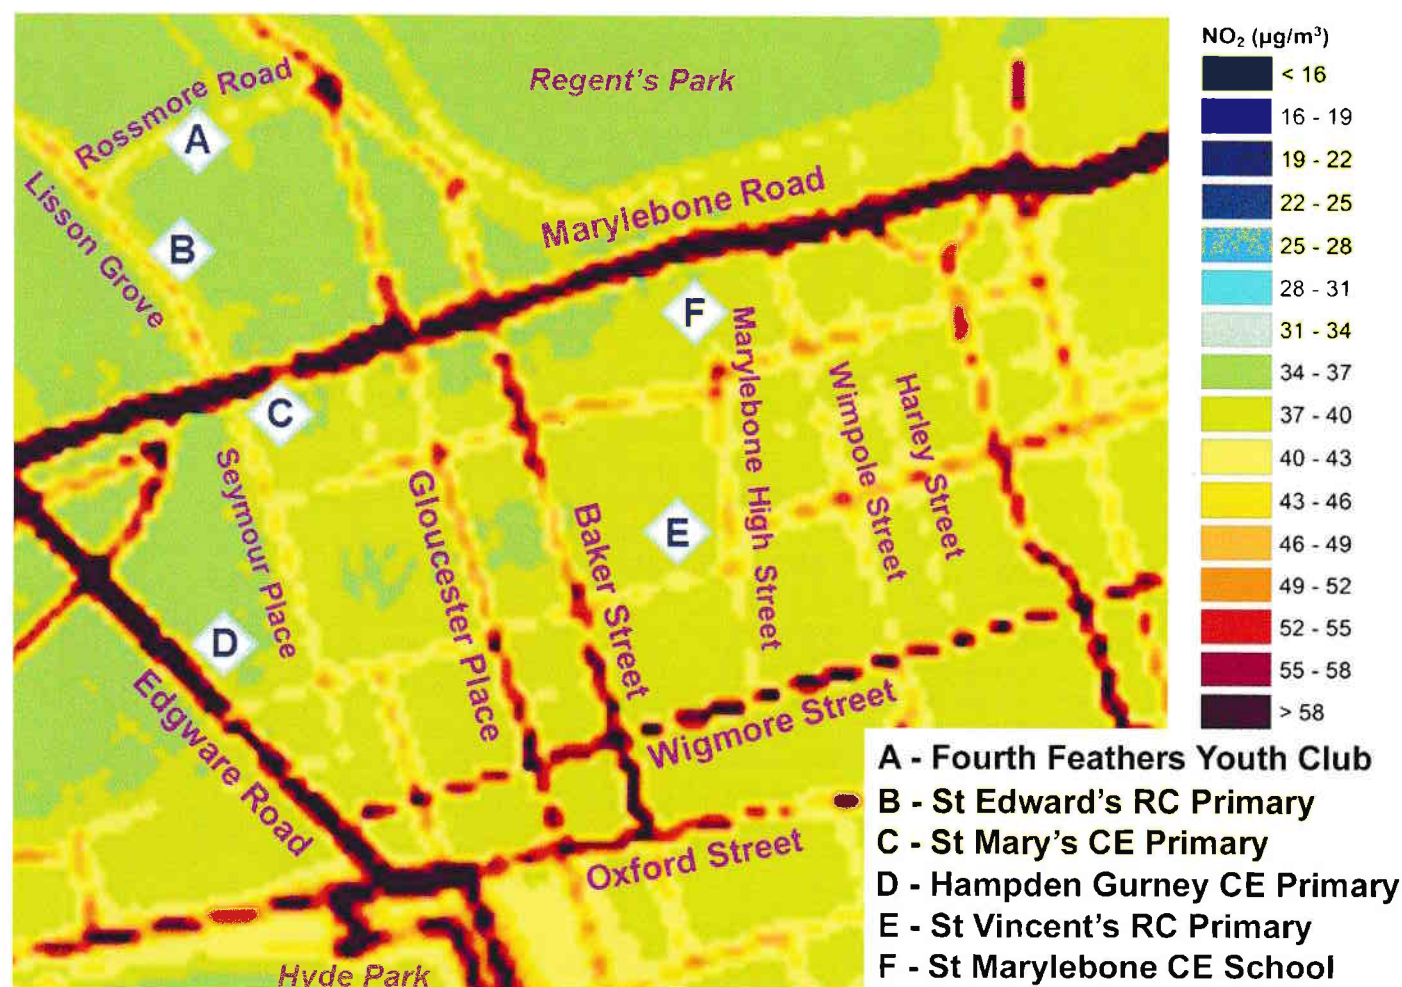 NO₂ (µg/m³)
< 16
16 - 19
19 - 22
22 - 25
25 - 28
28 - 31
31 - 34
34 - 37
37 - 40
40 - 43
43 - 46
46 - 49
49 - 52
52 - 55
55 - 58
> 58
Regent's Park
Rossmore Road
A
Lisson Grove
B
Marylebone Road
F
C
Marylebone High Street
Wimpole Street
Harley Street
Seymour Place
Gloucester Place
Baker Street
E
D
Edgware Road
Wigmore Street
Oxford Street
Hyde Park
A - Fourth Feathers Youth Club
B - St Edward's RC Primary
C - St Mary's CE Primary
D - Hampden Gurney CE Primary
E - St Vincent's RC Primary
F - St Marylebone CE School